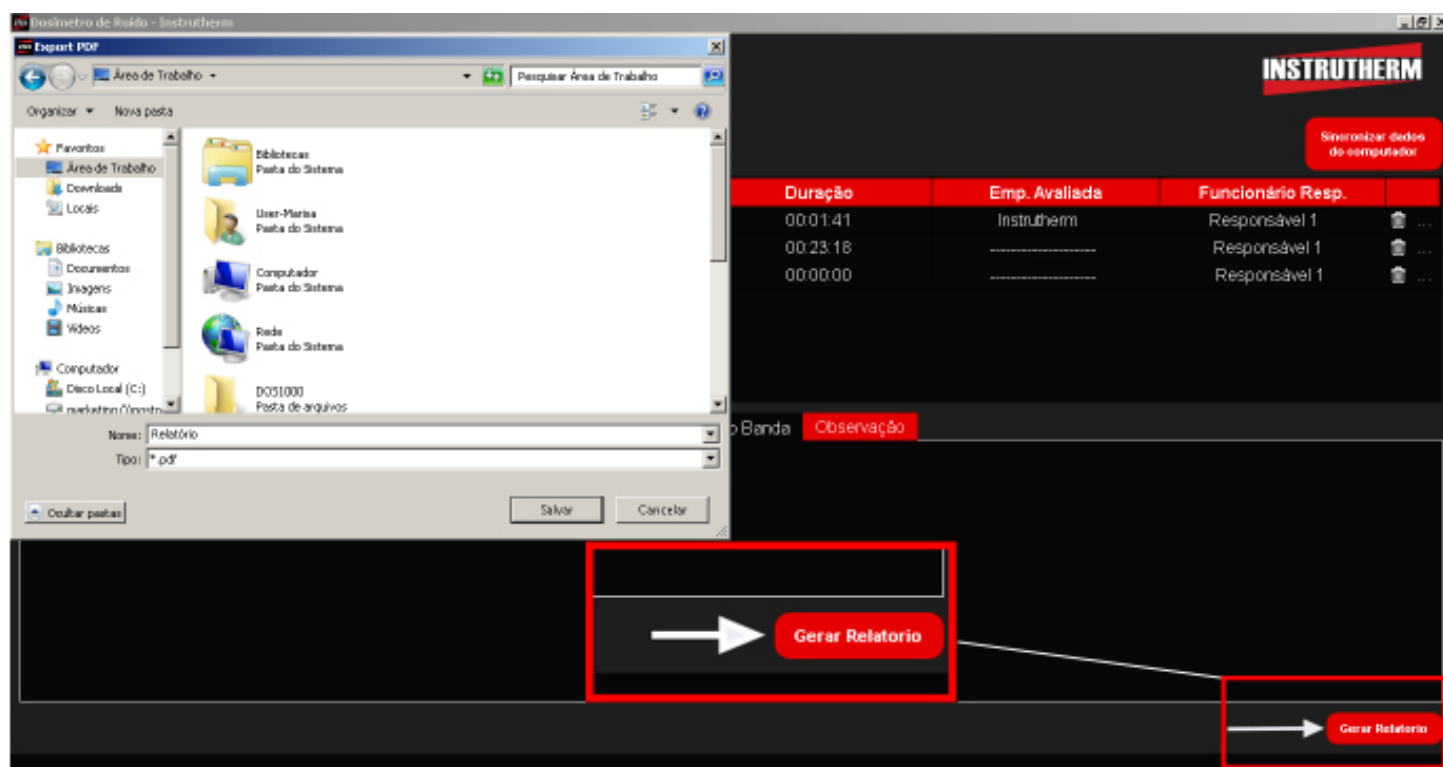 Dosímetro de Ruído - Instrutherm
Export PDF
Área de Trabalho
Pesquisar Área de Trabalho
Organizar
Nova pasta
Favoritos
Área de Trabalho
Downloads
Locais
Bibliotecas
Documentos
Imagens
Músicas
Vídeos
Computador
Disco Local (C:)
Bibliotecas
Pasta do Sistema
User-Marisa
Pasta do Sistema
Computador
Pasta do Sistema
Rede
Pasta do Sistema
DOS1000
Pasta de arquivos
Nome: Relatório
Tipo: *.pdf
Ocultar pastas
Salvar
Cancelar
INSTRUTHERM
Sincronizar dados
do computador
Duração Emp. Avaliada Funcionário Resp.
00:01:41 Instrutherm Responsável 1 ...
00:23:18 -------------------- Responsável 1 ...
00:00:00 -------------------- Responsável 1 ...
Banda Observação
Gerar Relatorio
Gerar Relatorio